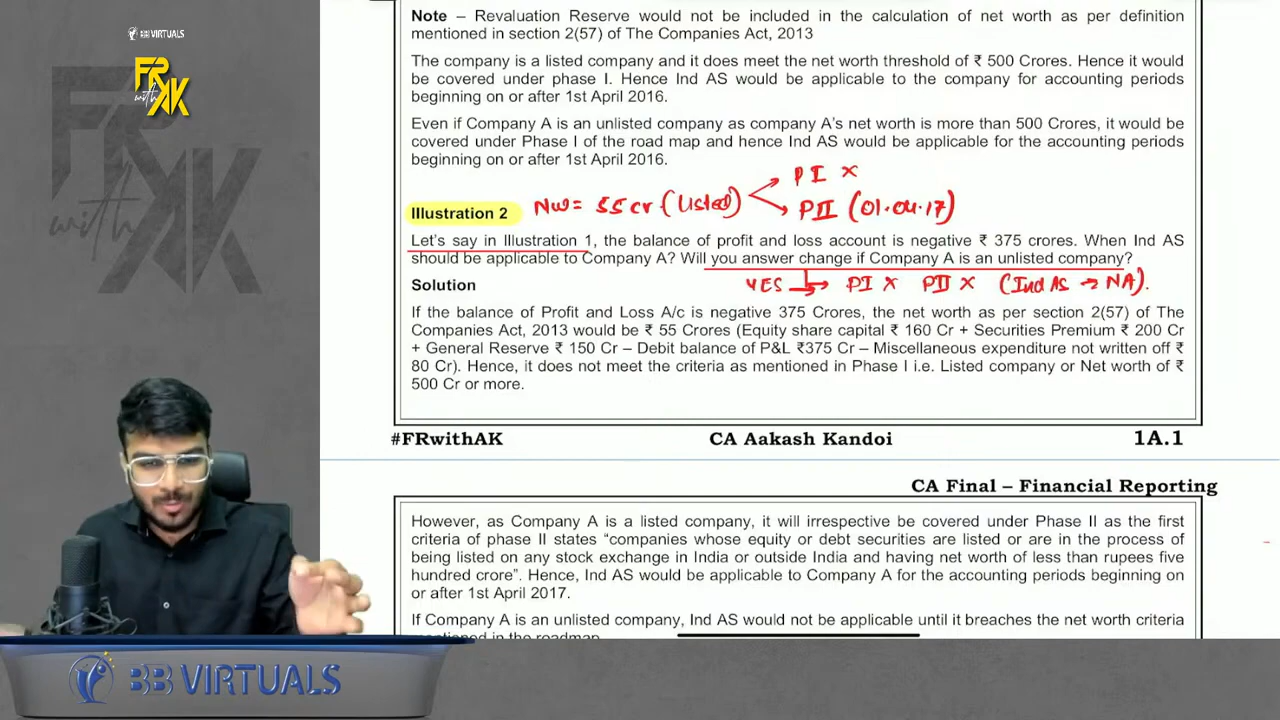 BB VIRTUALS
FR
with
AK
FR
with
AK
Note – Revaluation Reserve would not be included in the calculation of net worth as per definition
mentioned in section 2(57) of The Companies Act, 2013
The company is a listed company and it does meet the net worth threshold of ₹ 500 Crores. Hence it would
be covered under phase I. Hence Ind AS would be applicable to the company for accounting periods
beginning on or after 1st April 2016.
Even if Company A is an unlisted company as company A's net worth is more than 500 Crores, it would be
covered under Phase I of the road map and hence Ind AS would be applicable for the accounting periods
beginning on or after 1st April 2016.
PI ×
Illustration 2 NW = 55 cr (Listed) PII (01.04.17)
Let's say in Illustration 1, the balance of profit and loss account is negative ₹ 375 crores. When Ind AS
should be applicable to Company A? Will you answer change if Company A is an unlisted company?
Solution YES → PI × PII × (Ind AS → NA).
If the balance of Profit and Loss A/c is negative 375 Crores, the net worth as per section 2(57) of The
Companies Act, 2013 would be ₹ 55 Crores (Equity share capital ₹ 160 Cr + Securities Premium ₹ 200 Cr
+ General Reserve ₹ 150 Cr – Debit balance of P&L ₹375 Cr – Miscellaneous expenditure not written off ₹
80 Cr). Hence, it does not meet the criteria as mentioned in Phase I i.e. Listed company or Net worth of ₹
500 Cr or more.
#FRwithAK CA Aakash Kandoi 1A.1
CA Final – Financial Reporting
However, as Company A is a listed company, it will irrespective be covered under Phase II as the first
criteria of phase II states “companies whose equity or debt securities are listed or are in the process of
being listed on any stock exchange in India or outside India and having net worth of less than rupees five
hundred crore”. Hence, Ind AS would be applicable to Company A for the accounting periods beginning on
or after 1st April 2017.
If Company A is an unlisted company, Ind AS would not be applicable until it breaches the net worth criteria
mentioned in the roadmap
BB VIRTUALS